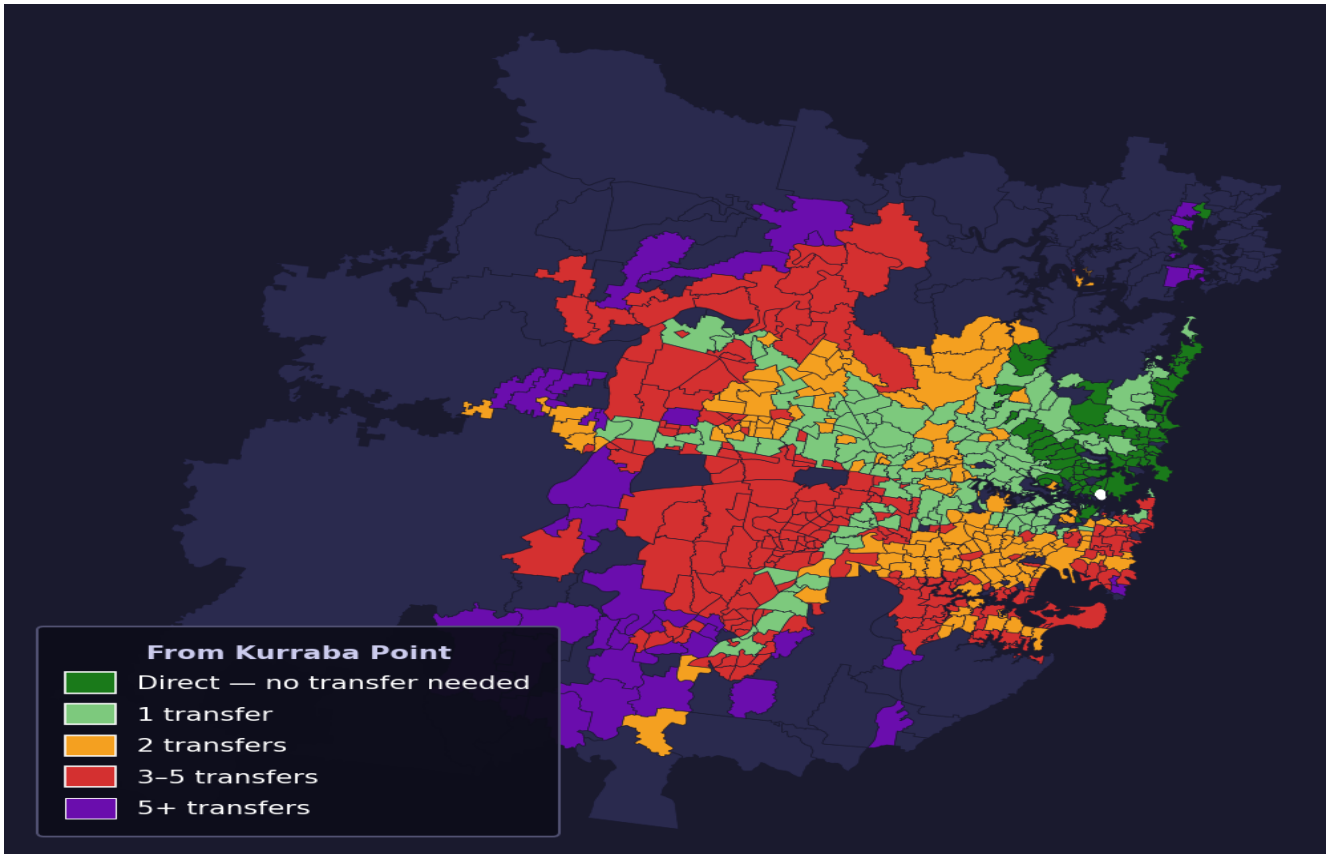 From Kurraba Point
Direct — no transfer needed
1 transfer
2 transfers
3–5 transfers
5+ transfers